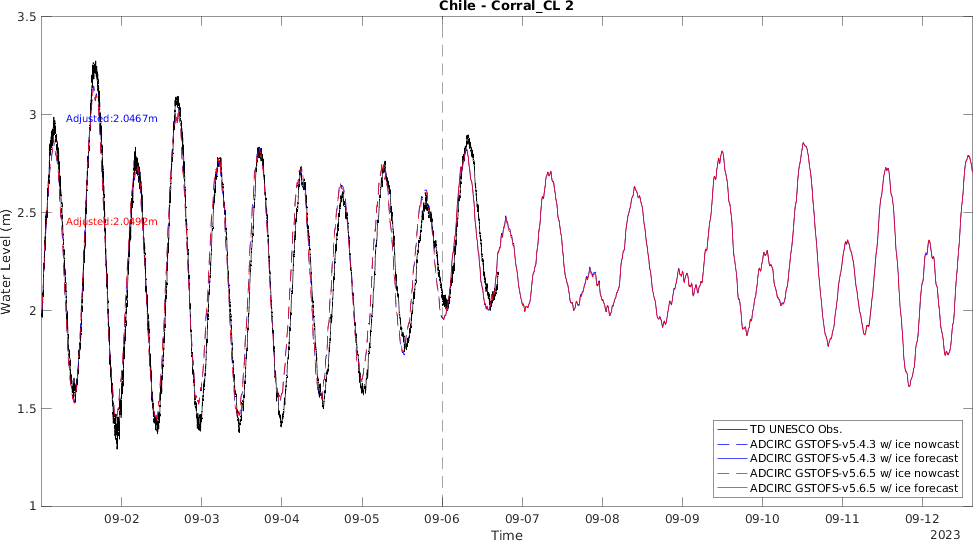 Chile - Corral_CL 2
3.5
3
2.5
2
1.5
1
Water Level (m)
Adjusted:2.0467m
Adjusted:2.0492m
09-02
09-03
09-04
09-05
09-06
09-07
09-08
09-09
09-10
09-11
09-12
Time
2023
TD UNESCO Obs.
ADCIRC GSTOFS-v5.4.3 w/ ice nowcast
ADCIRC GSTOFS-v5.4.3 w/ ice forecast
ADCIRC GSTOFS-v5.6.5 w/ ice nowcast
ADCIRC GSTOFS-v5.6.5 w/ ice forecast